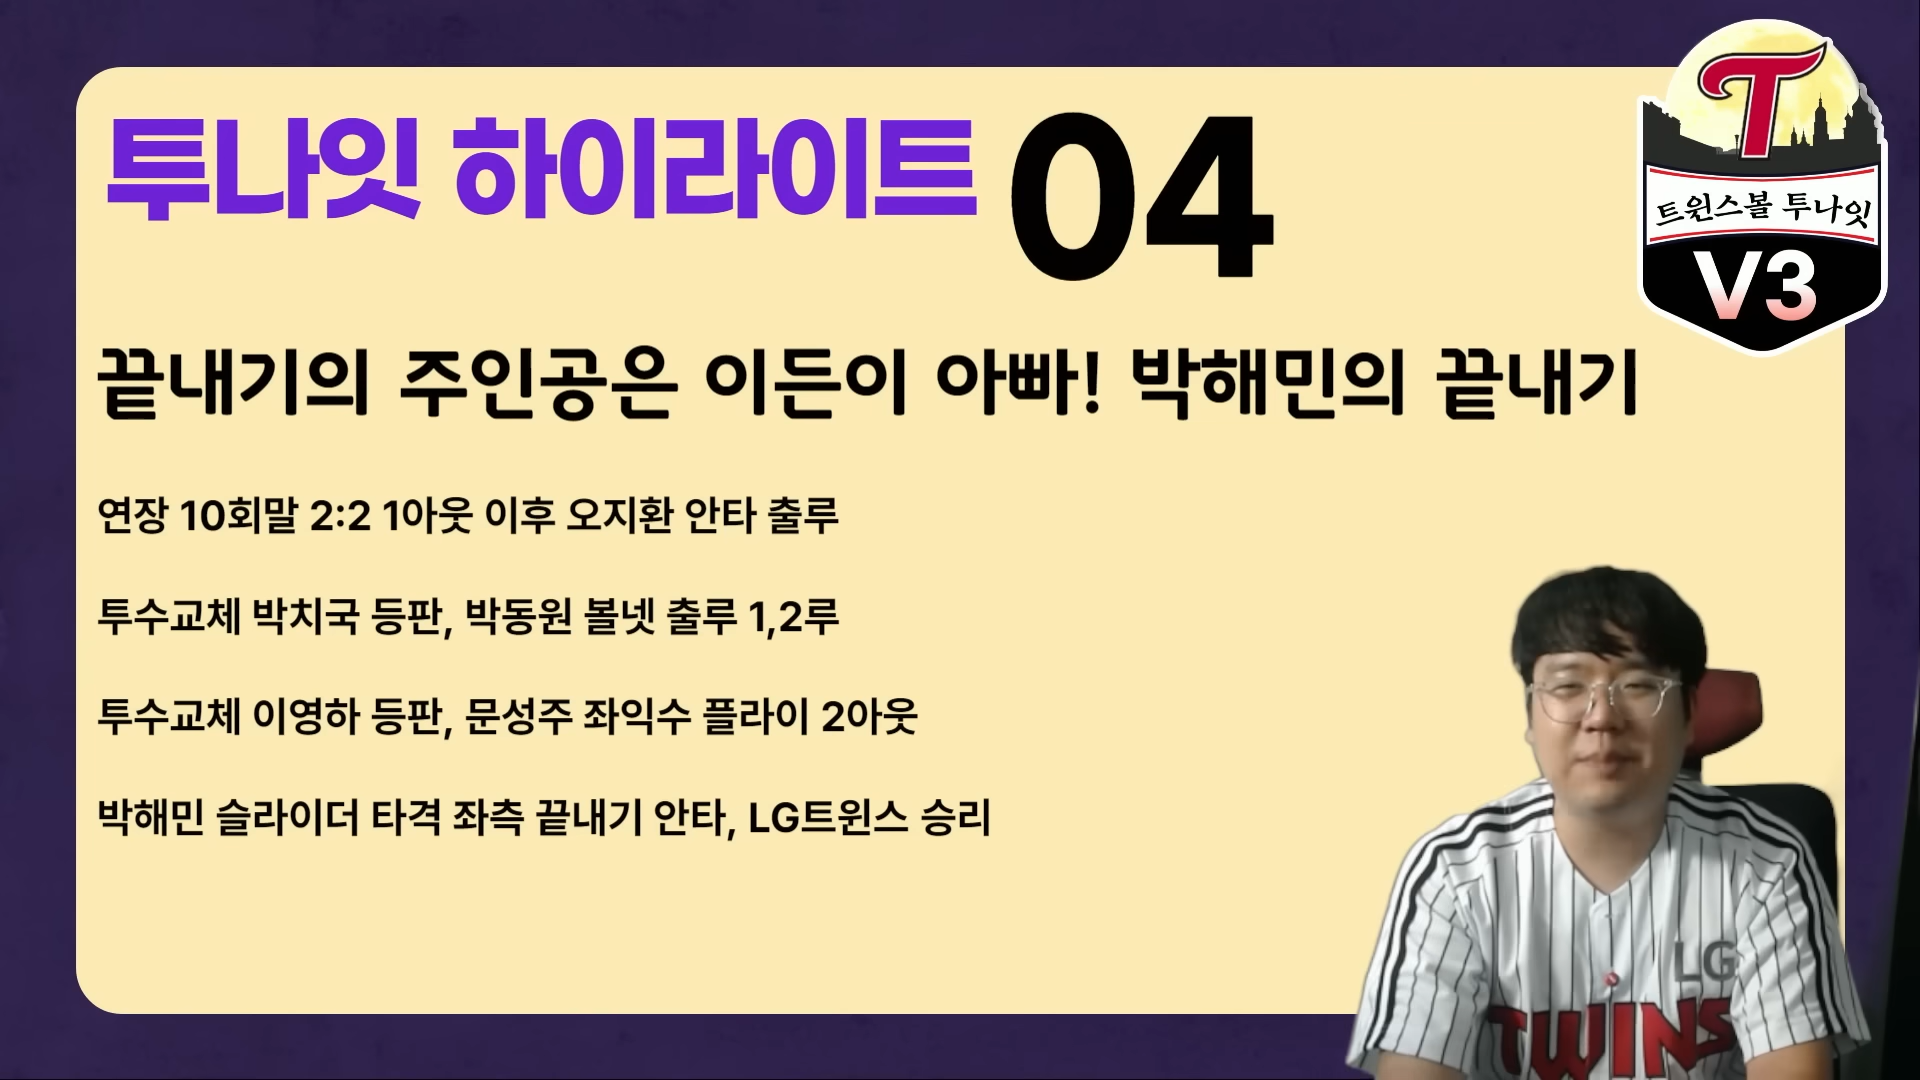 투나잇 하이라이트 04
T
트윈스볼 투나잇
V3
끝내기의 주인공은 이든이 아빠! 박해민의 끝내기
연장 10회말 2:2 1아웃 이후 오지환 안타 출루
투수교체 박치국 등판, 박동원 볼넷 출루 1,2루
투수교체 이영하 등판, 문성주 좌익수 플라이 2아웃
박해민 슬라이더 타격 좌측 끝내기 안타, LG트윈스 승리
LG
TWINS